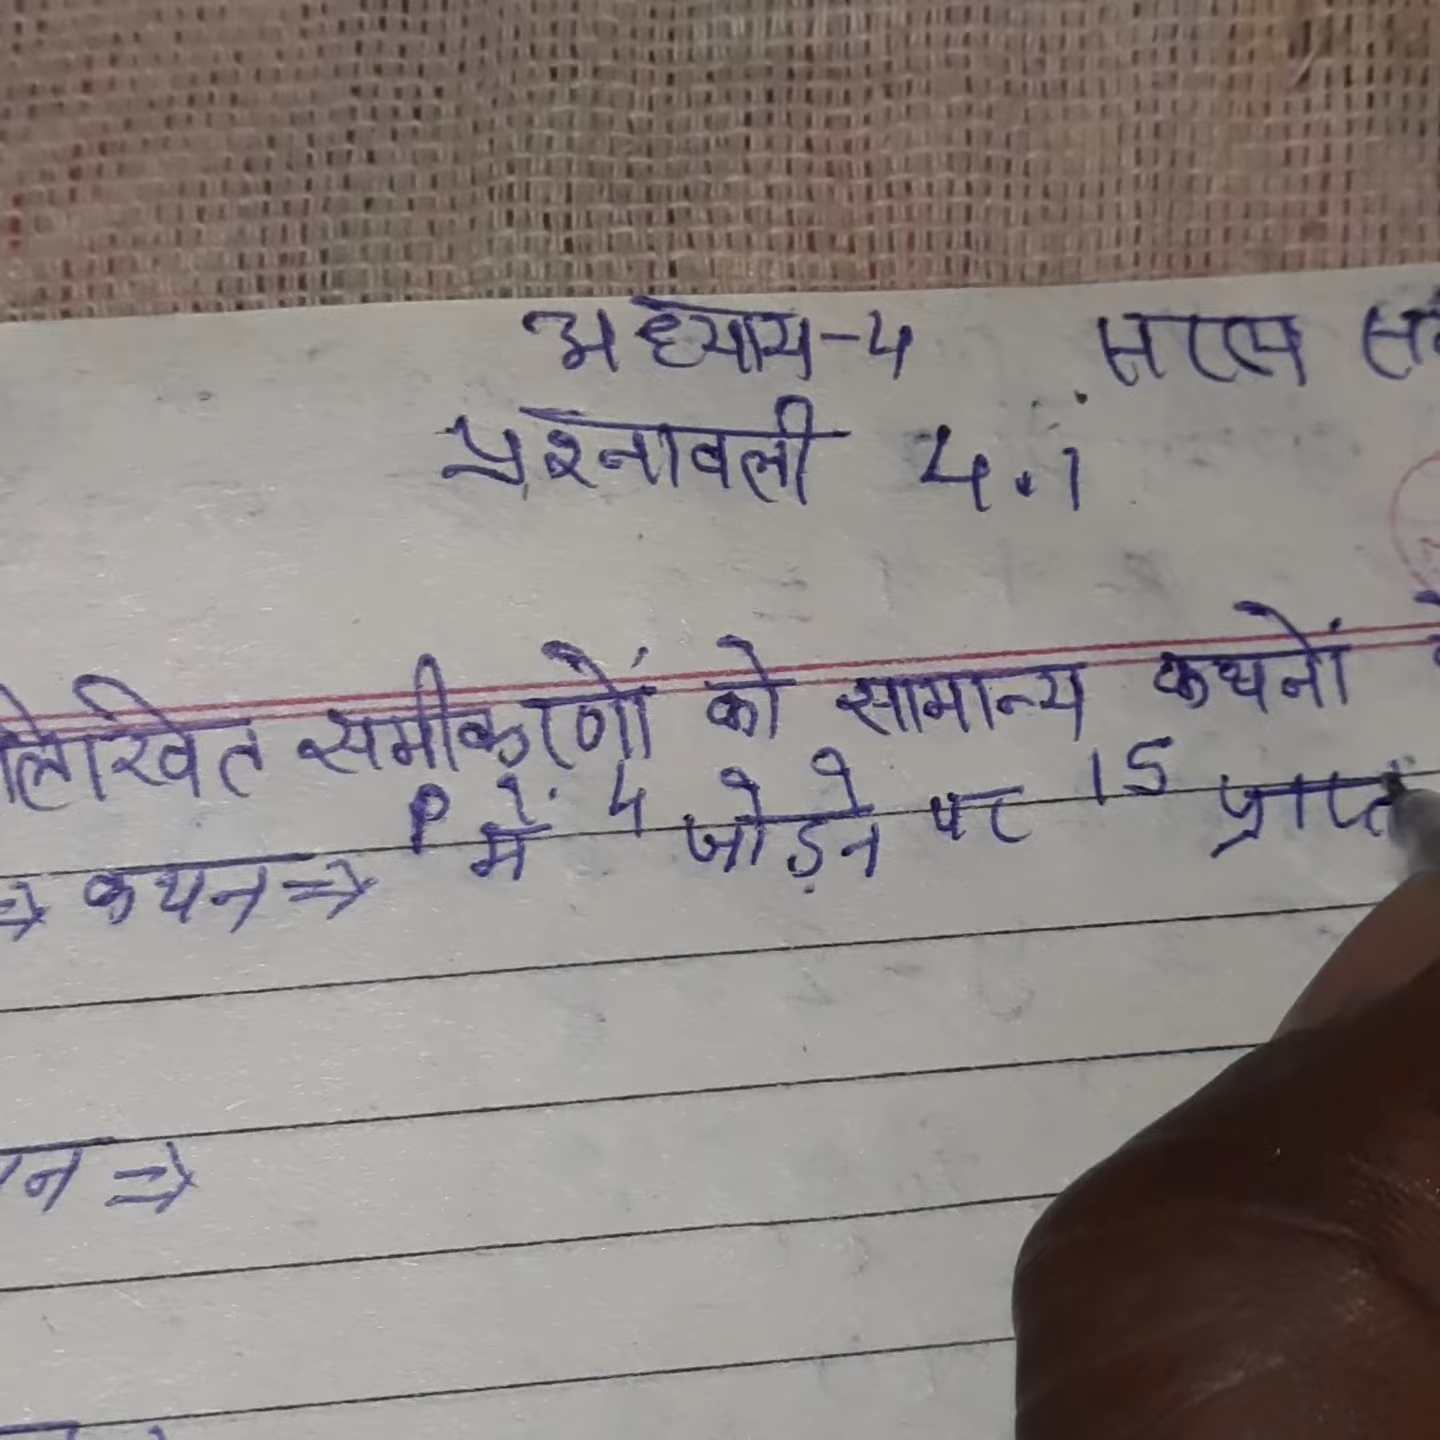 अध्याय-4 सरल
प्रश्नावली 4.1
लिखित समीकरणों को सामान्य कथनों
⇒ कथन ⇒ P में 4 जोड़ने पर 15 प्राप्त
न ⇒